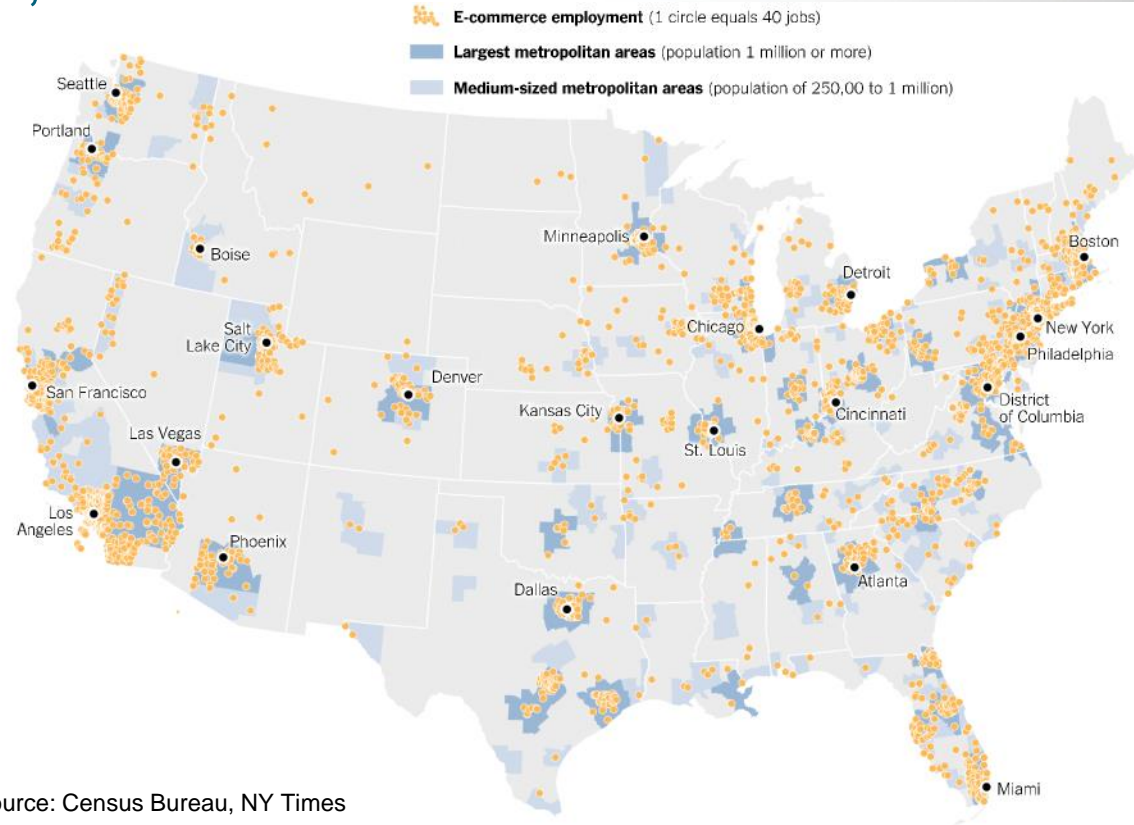 E-commerce employment (1 circle equals 40 jobs)
Largest metropolitan areas (population 1 million or more)
Medium-sized metropolitan areas (population of 250,00 to 1 million)
Seattle
Portland
Boise
Minneapolis
Boston
Detroit
Salt
Lake City
Chicago
New York
Philadelphia
Denver
San Francisco
District
of Columbia
Kansas City
Cincinnati
Las Vegas
St. Louis
Los
Angeles
Phoenix
Atlanta
Dallas
Miami
ource: Census Bureau, NY Times